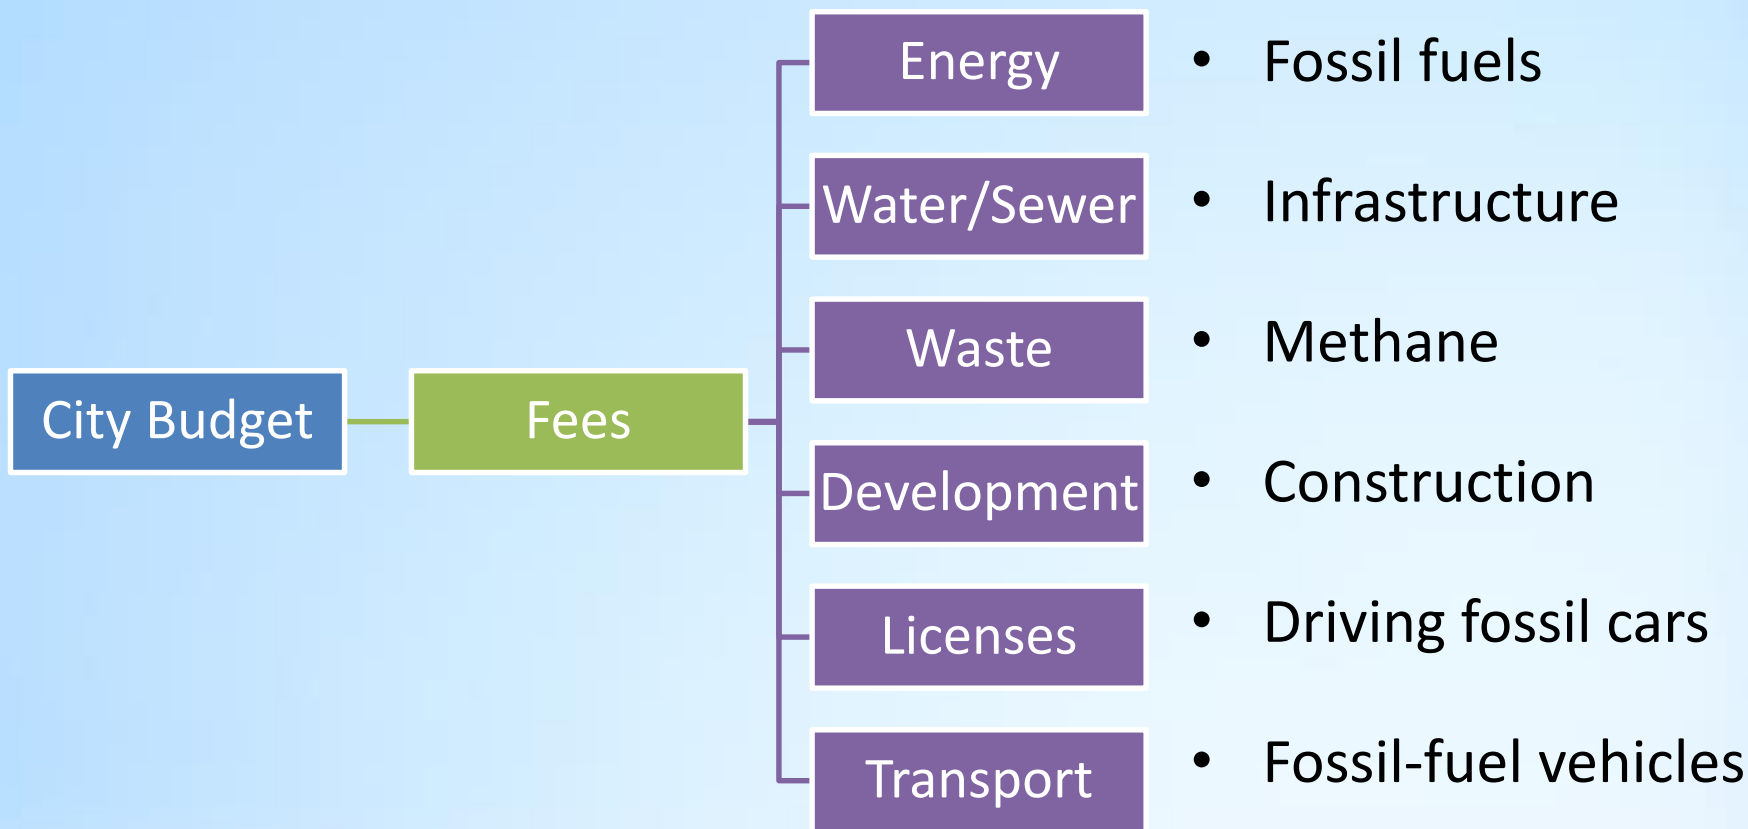 Energy
• Fossil fuels
Water/Sewer
• Infrastructure
Waste
• Methane
City Budget
Fees
Development
• Construction
Licenses
• Driving fossil cars
Transport
• Fossil-fuel vehicles